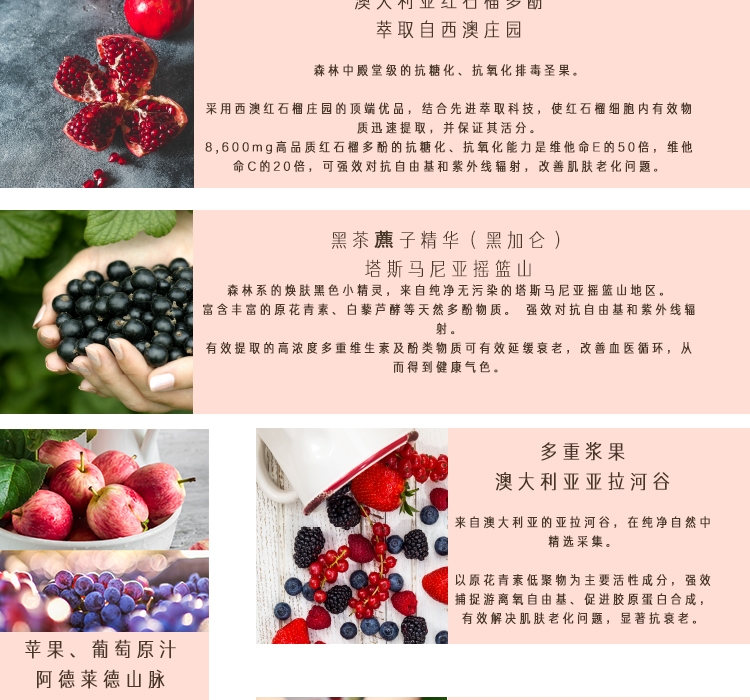 澳大利亚红石榴多酚
萃取自西澳庄园
森林中殿堂级的抗糖化、抗氧化排毒圣果。
采用西澳红石榴庄园的顶端优品，结合先进萃取科技，使红石榴细胞内有效物
质迅速提取，并保证其活分。
8,600mg高品质红石榴多酚的抗糖化、抗氧化能力是维他命E的50倍，维他
命C的20倍，可强效对抗自由基和紫外线辐射，改善肌肤老化问题。
黑茶藨子精华（黑加仑）
塔斯马尼亚摇篮山
森林系的焕肤黑色小精灵，来自纯净无污染的塔斯马尼亚摇篮山地区。
富含丰富的原花青素、白藜芦酵等天然多酚物质。 强效对抗自由基和紫外线辐
射。
有效提取的高浓度多重维生素及酚类物质可有效延缓衰老，改善血医循环，从
而得到健康气色。
多重浆果
澳大利亚亚拉河谷
来自澳大利亚的亚拉河谷，在纯净自然中
精选采集。
以原花青素低聚物为主要活性成分，强效
捕捉游离氧自由基、促进胶原蛋白合成，
有效解决肌肤老化问题，显著抗衰老。
苹果、葡萄原汁
阿德莱德山脉